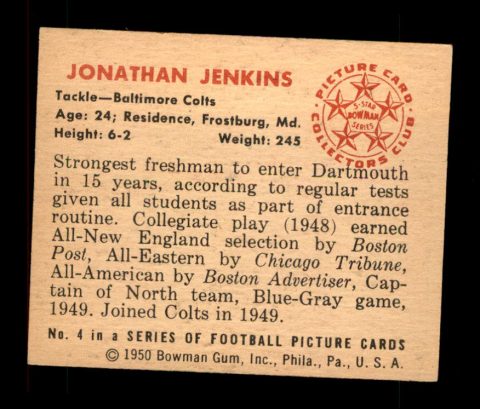 JONATHAN JENKINS
Tackle—Baltimore Colts
Age: 24; Residence, Frostburg, Md.
Height: 6-2 Weight: 245
PICTURE CARD
COLLECTORS CLUB
5-STAR
BOWMAN
SERIES
Strongest freshman to enter Dartmouth
in 15 years, according to regular tests
given all students as part of entrance
routine. Collegiate play (1948) earned
All-New England selection by Boston
Post, All-Eastern by Chicago Tribune,
All-American by Boston Advertiser, Cap-
tain of North team, Blue-Gray game,
1949. Joined Colts in 1949.
No. 4 in a SERIES OF FOOTBALL PICTURE CARDS
©1950 Bowman Gum, Inc., Phila., Pa., U. S. A.